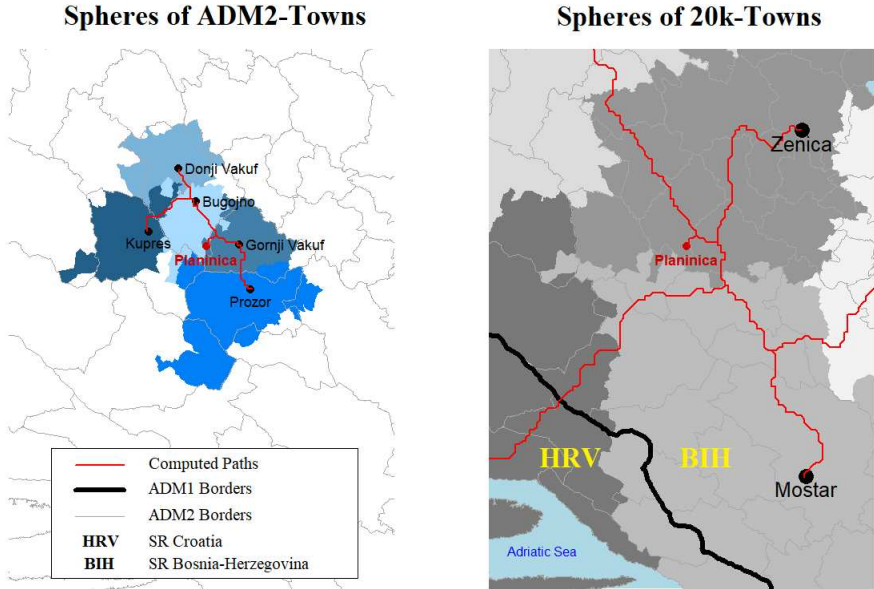 Spheres of ADM2-Towns
Donji Vakuf
Bugojno
Kupres
Gornji Vakuf
Planinica
Prozor
Computed Paths
ADM1 Borders
ADM2 Borders
HRV SR Croatia
BIH SR Bosnia-Herzegovina
Spheres of 20k-Towns
Zenica
Planinica
HRV
BIH
Mostar
Adriatic Sea